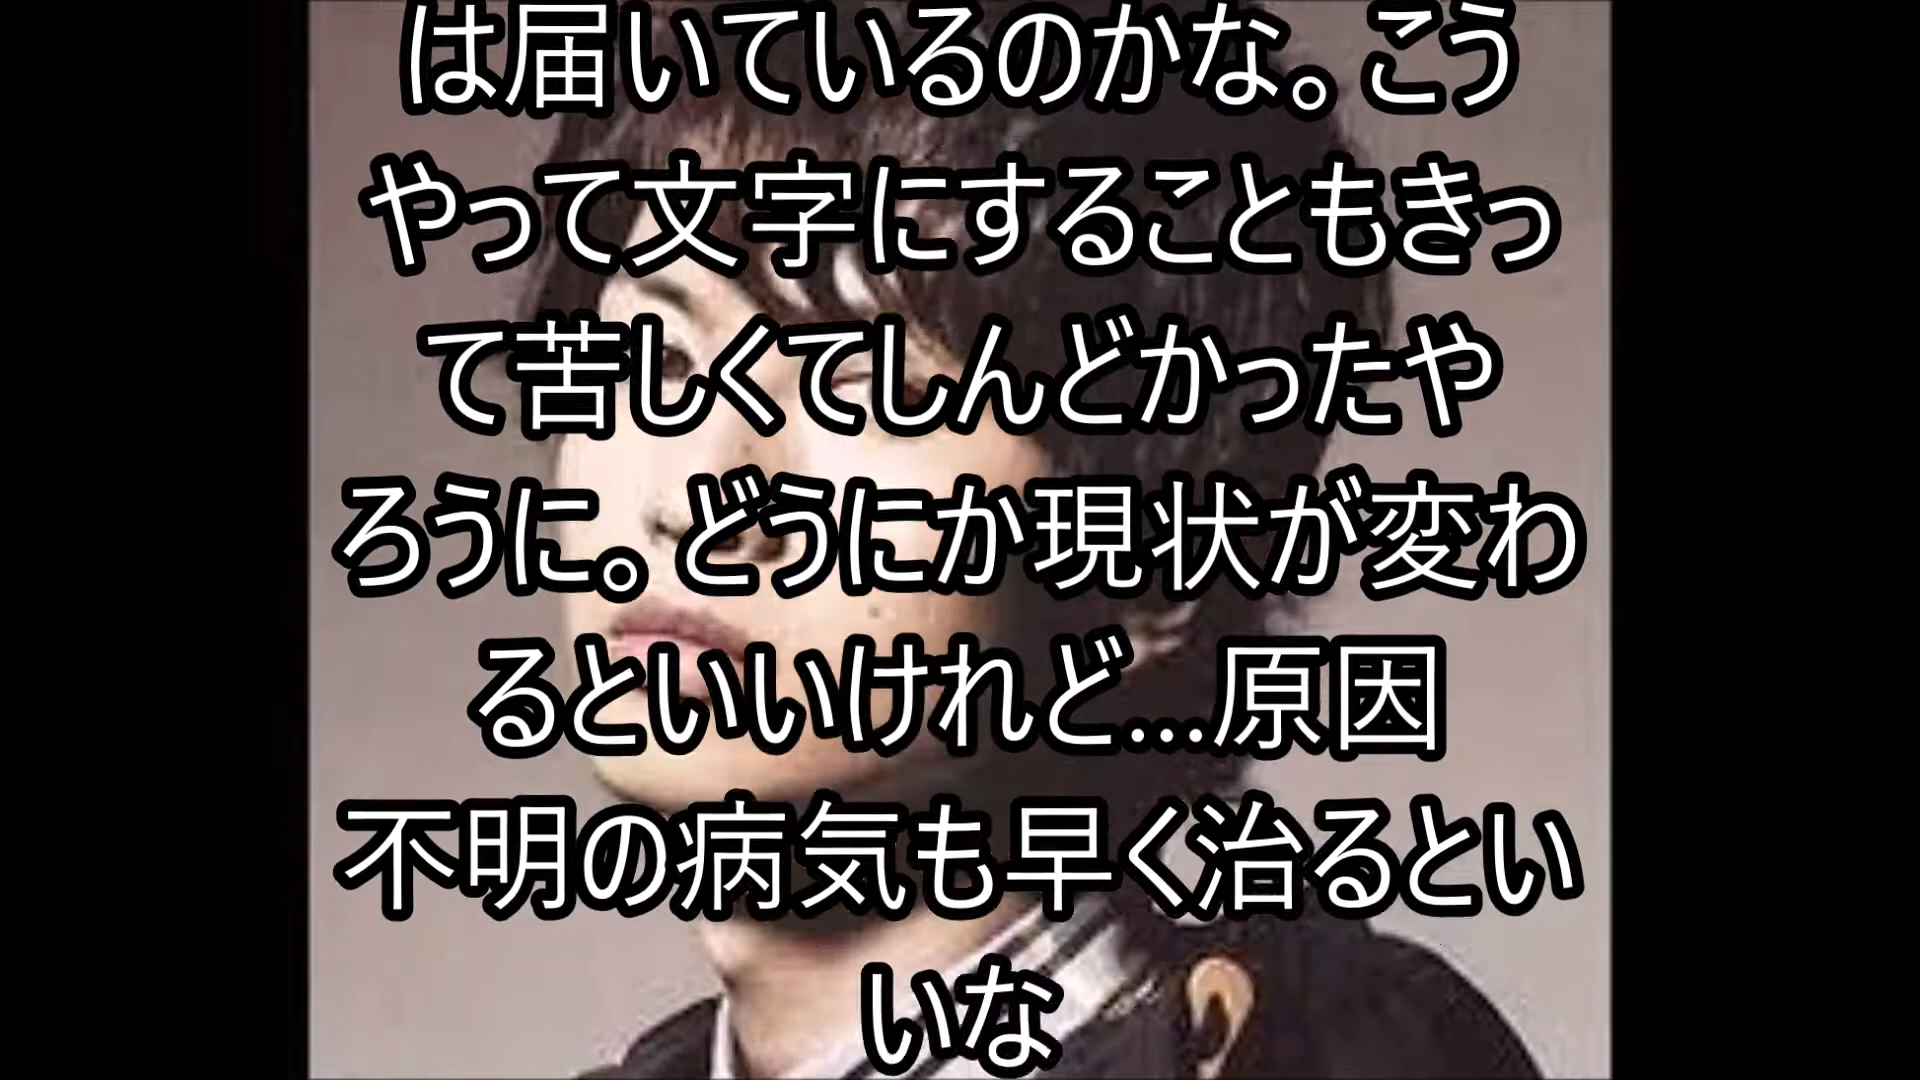 は届いているのかな。こう
やって文字にすることもきっ
て苦しくてしんどかったや
ろうに。どうにか現状が変わ
るといいけれど...原因
不明の病気も早く治るとい
いな